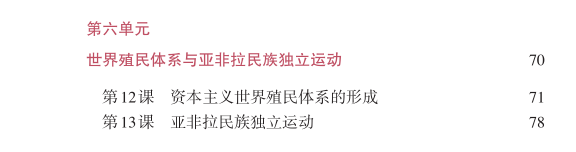 第六单元
世界殖民体系与亚非拉民族独立运动 70
第12课 资本主义世界殖民体系的形成 71
第13课 亚非拉民族独立运动 78